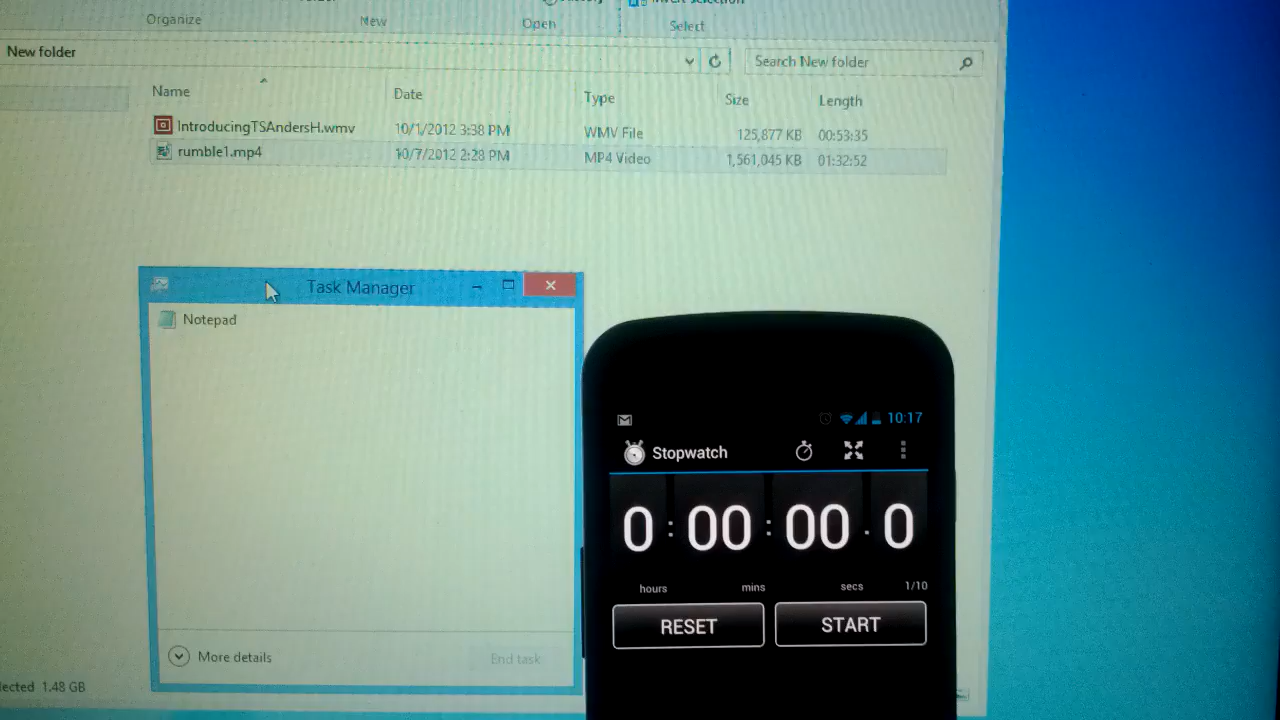 Organize New Open Select
New folder
Search New folder
Name Date Type Size Length
IntroducingTSAndersH.wmv 10/1/2012 3:38 PM WMV File 125,877 KB 00:53:35
rumble1.mp4 10/7/2012 2:28 PM MP4 Video 1,561,045 KB 01:32:52
Task Manager
Notepad
More details
End task
lected 1.48 GB
10:17
Stopwatch
0 : 00 : 00 . 0
hours mins secs 1/10
RESET START